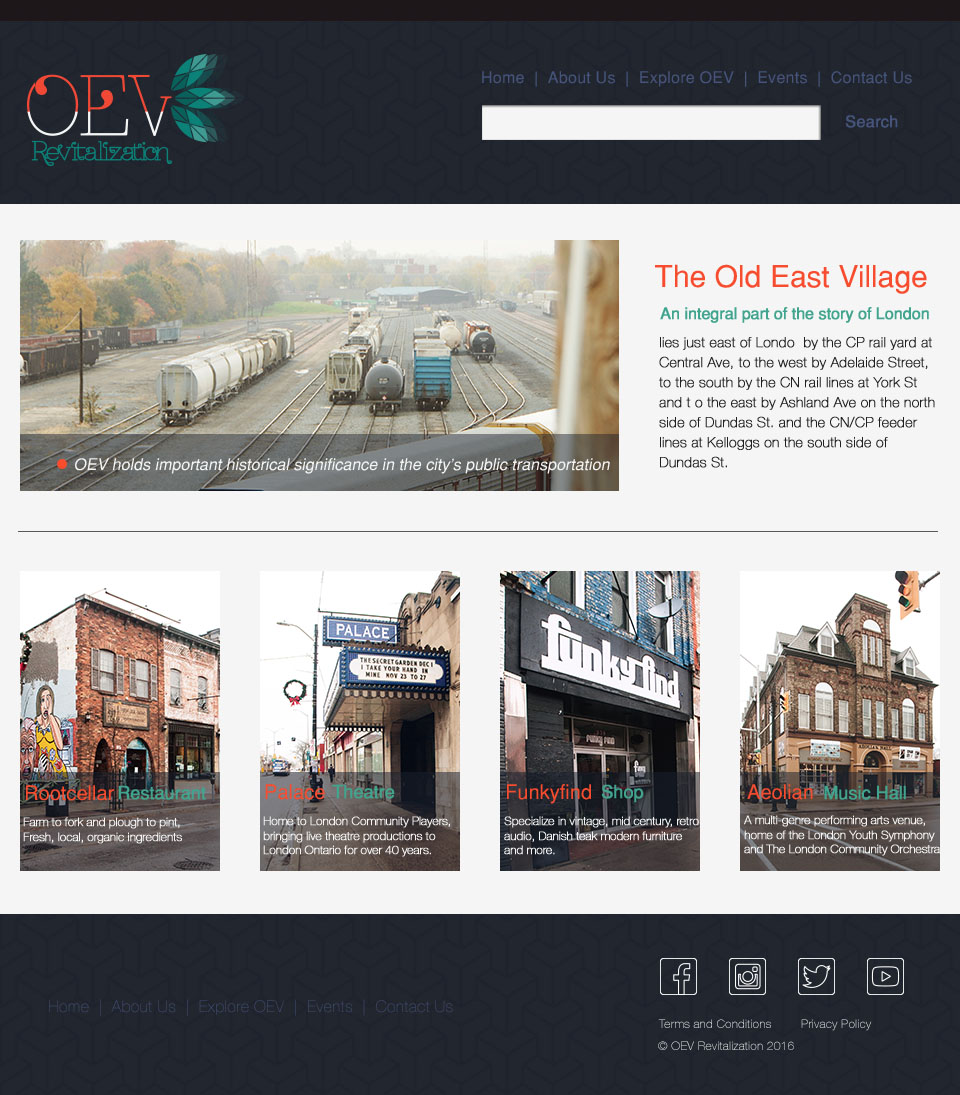 OEV
Revitalization
Home | About Us | Explore OEV | Events | Contact Us
Search
The Old East Village
An integral part of the story of London
lies just east of Londo by the CP rail yard at
Central Ave, to the west by Adelaide Street,
to the south by the CN rail lines at York St
and t o the east by Ashland Ave on the north
side of Dundas St. and the CN/CP feeder
lines at Kelloggs on the south side of
Dundas St.
OEV holds important historical significance in the city's public transportation
PALACE
THE SECRET GARDEN DEC 1
I TAKE YOUR HAND IN
MINE NOV 23 TO 27
funkyfind
FUNKY FIND
funky
Rootcellar Restaurant
Farm to fork and plough to pint,
Fresh, local, organic ingredients
Palace Theatre
Home to London Community Players,
bringing live theatre productions to
London Ontario for over 40 years.
Funkyfind Shop
Specialize in vintage, mid century, retro
audio, Danish teak modern furniture
and more.
Aeolian Music Hall
A multi-genre performing arts venue,
home of the London Youth Symphony
and The London Community Orchestra
Home | About Us | Explore OEV | Events | Contact Us
Terms and Conditions Privacy Policy
© OEV Revitalization 2016